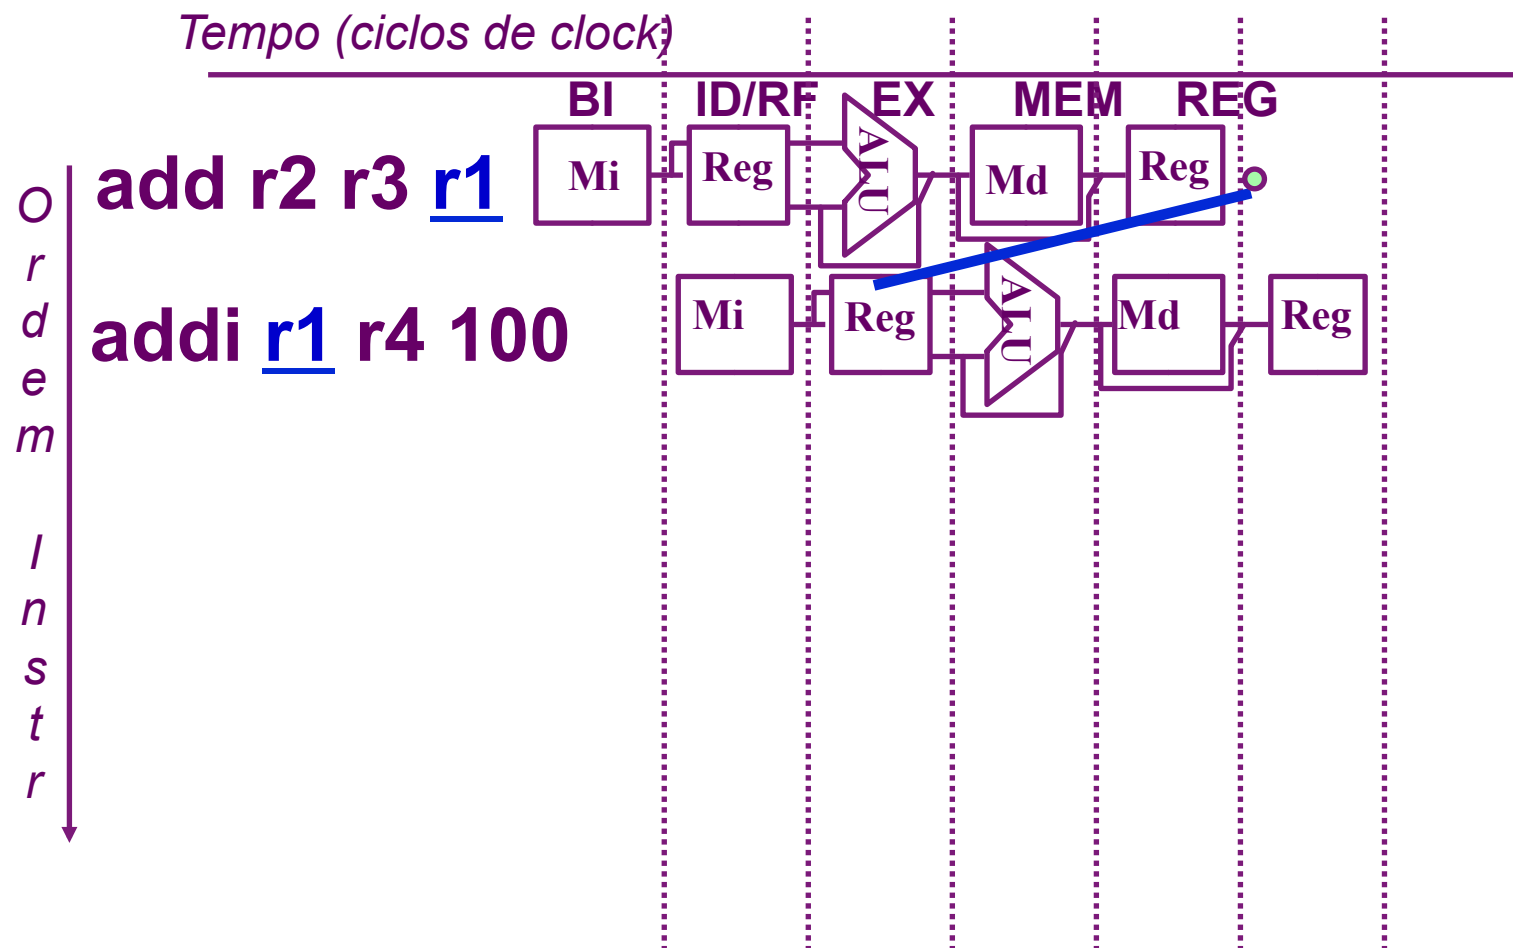 Tempo (ciclos de clock)
BI ID/RF EX MEM REG
add r2 r3 r1
Mi Reg ALU Md Reg
addi r1 r4 100
Mi Reg ALU Md Reg
O
r
d
e
m
I
n
s
t
r